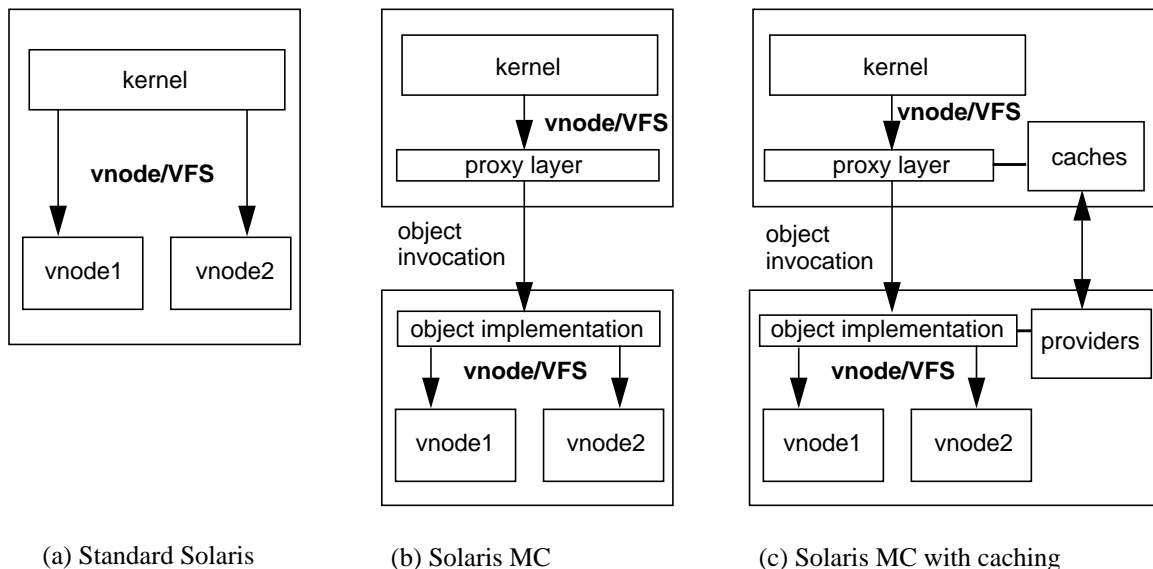 kernel
vnode/VFS
vnode1
vnode2
(a) Standard Solaris
kernel
vnode/VFS
proxy layer
object
invocation
object implementation
vnode/VFS
vnode1
vnode2
(b) Solaris MC
kernel
vnode/VFS
proxy layer
caches
object
invocation
object implementation
providers
vnode/VFS
vnode1
vnode2
(c) Solaris MC with caching